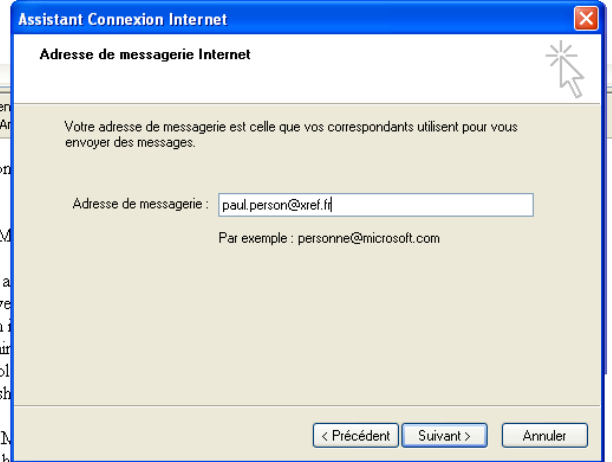 Assistant Connexion Internet
Adresse de messagerie Internet
Votre adresse de messagerie est celle que vos correspondants utilisent pour vous
envoyer des messages.
Adresse de messagerie : paul.person@xref.fr
Par exemple : personne@microsoft.com
< Précédent Suivant > Annuler